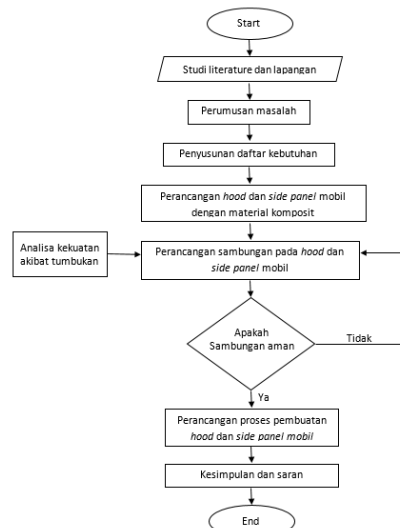 Start
Studi literature dan lapangan
Perumusan masalah
Penyusunan daftar kebutuhan
Perancangan hood dan side panel mobil
dengan material komposit
Analisa kekuatan
akibat tumbukan
Perancangan sambungan pada hood dan
side panel mobil
Apakah
Sambungan aman
Tidak
Ya
Perancangan proses pembuatan
hood dan side panel mobil
Kesimpulan dan saran
End